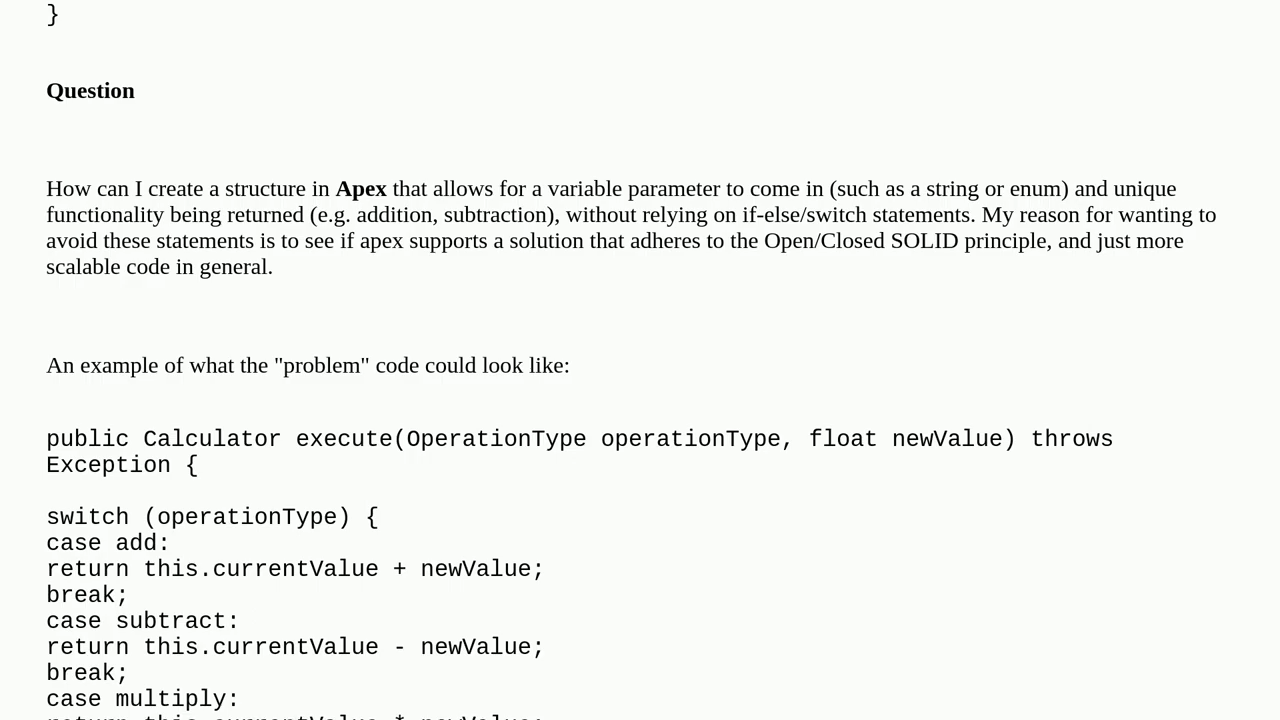 }
Question
How can I create a structure in Apex that allows for a variable parameter to come in (such as a string or enum) and unique
functionality being returned (e.g. addition, subtraction), without relying on if-else/switch statements. My reason for wanting to
avoid these statements is to see if apex supports a solution that adheres to the Open/Closed SOLID principle, and just more
scalable code in general.
An example of what the "problem" code could look like:
public Calculator execute(OperationType operationType, float newValue) throws
Exception {
switch (operationType) {
case add:
return this.currentValue + newValue;
break;
case subtract:
return this.currentValue - newValue;
break;
case multiply:
return this.currentValue * newValue;